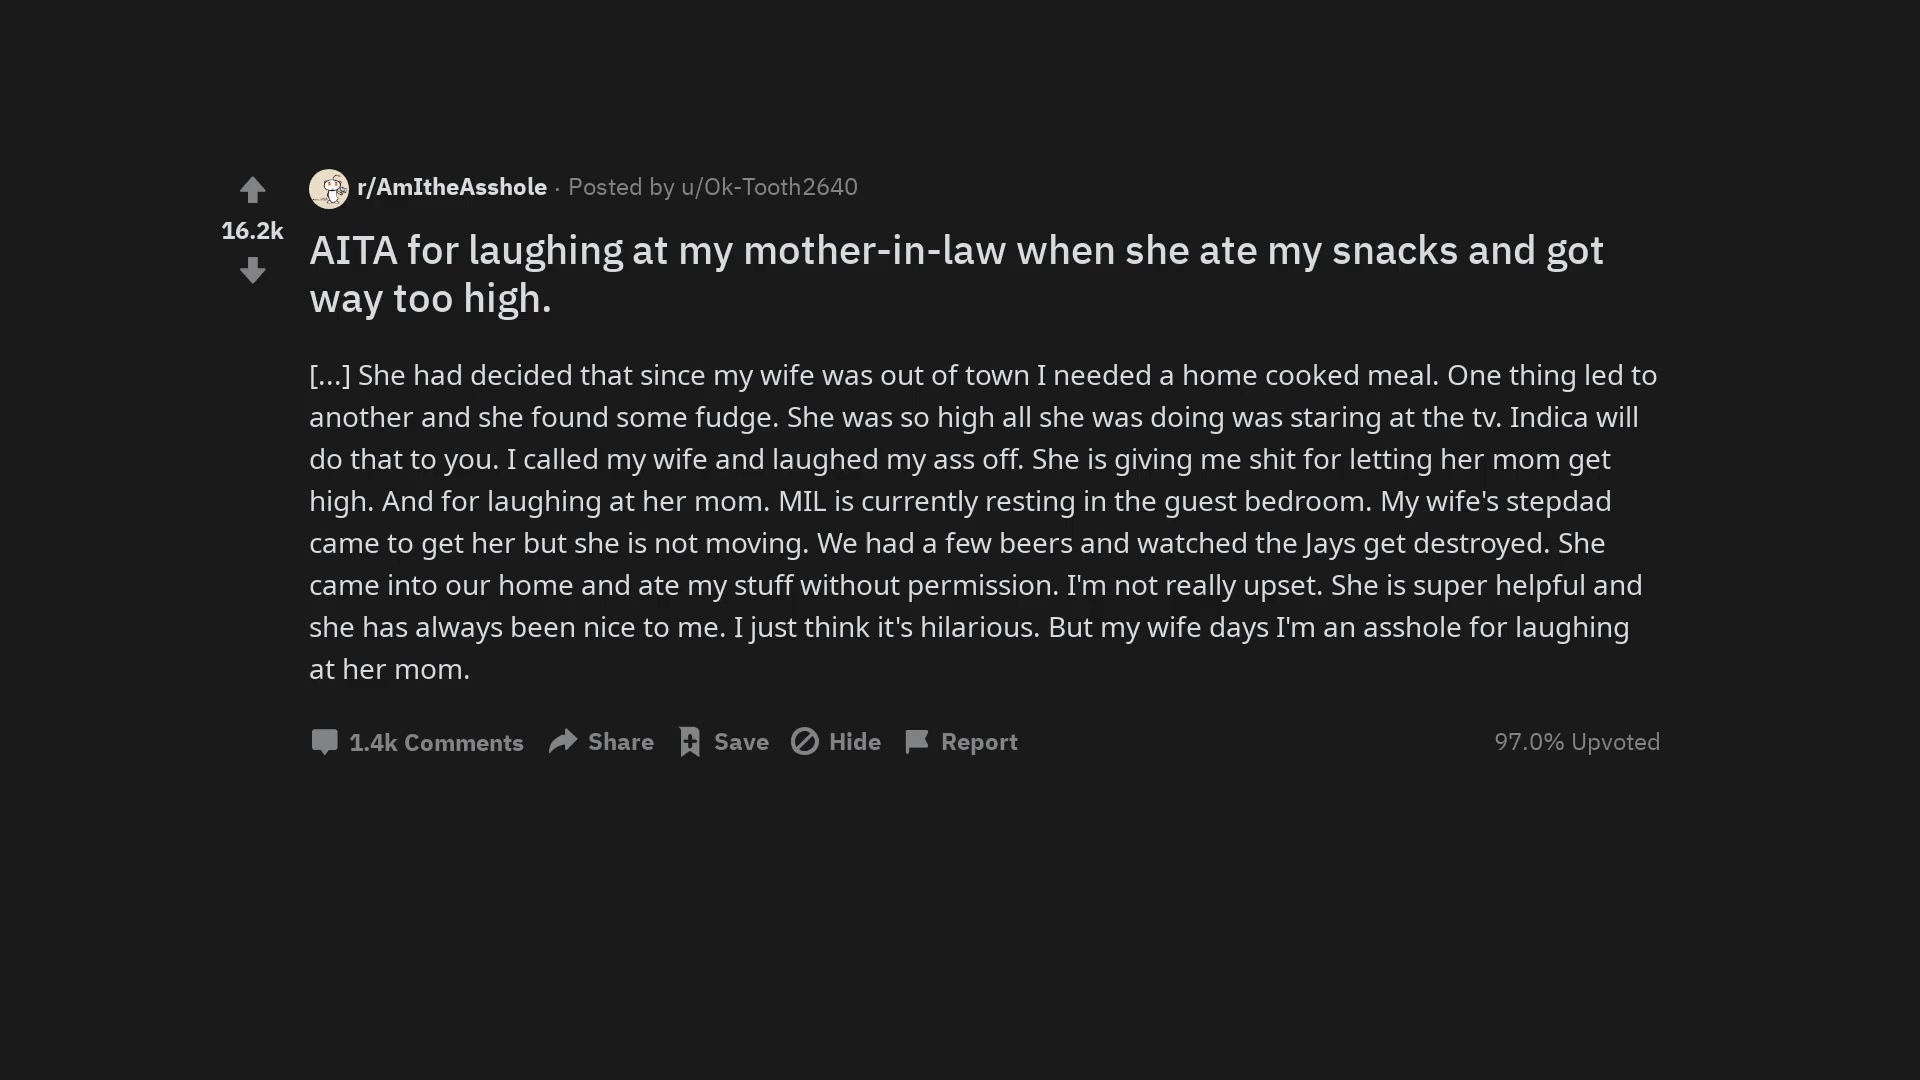 r/AmItheAsshole · Posted by u/Ok-Tooth2640
16.2k
AITA for laughing at my mother-in-law when she ate my snacks and got
way too high.
[...] She had decided that since my wife was out of town I needed a home cooked meal. One thing led to
another and she found some fudge. She was so high all she was doing was staring at the tv. Indica will
do that to you. I called my wife and laughed my ass off. She is giving me shit for letting her mom get
high. And for laughing at her mom. MIL is currently resting in the guest bedroom. My wife's stepdad
came to get her but she is not moving. We had a few beers and watched the Jays get destroyed. She
came into our home and ate my stuff without permission. I'm not really upset. She is super helpful and
she has always been nice to me. I just think it's hilarious. But my wife days I'm an asshole for laughing
at her mom.
1.4k Comments Share Save Hide Report 97.0% Upvoted